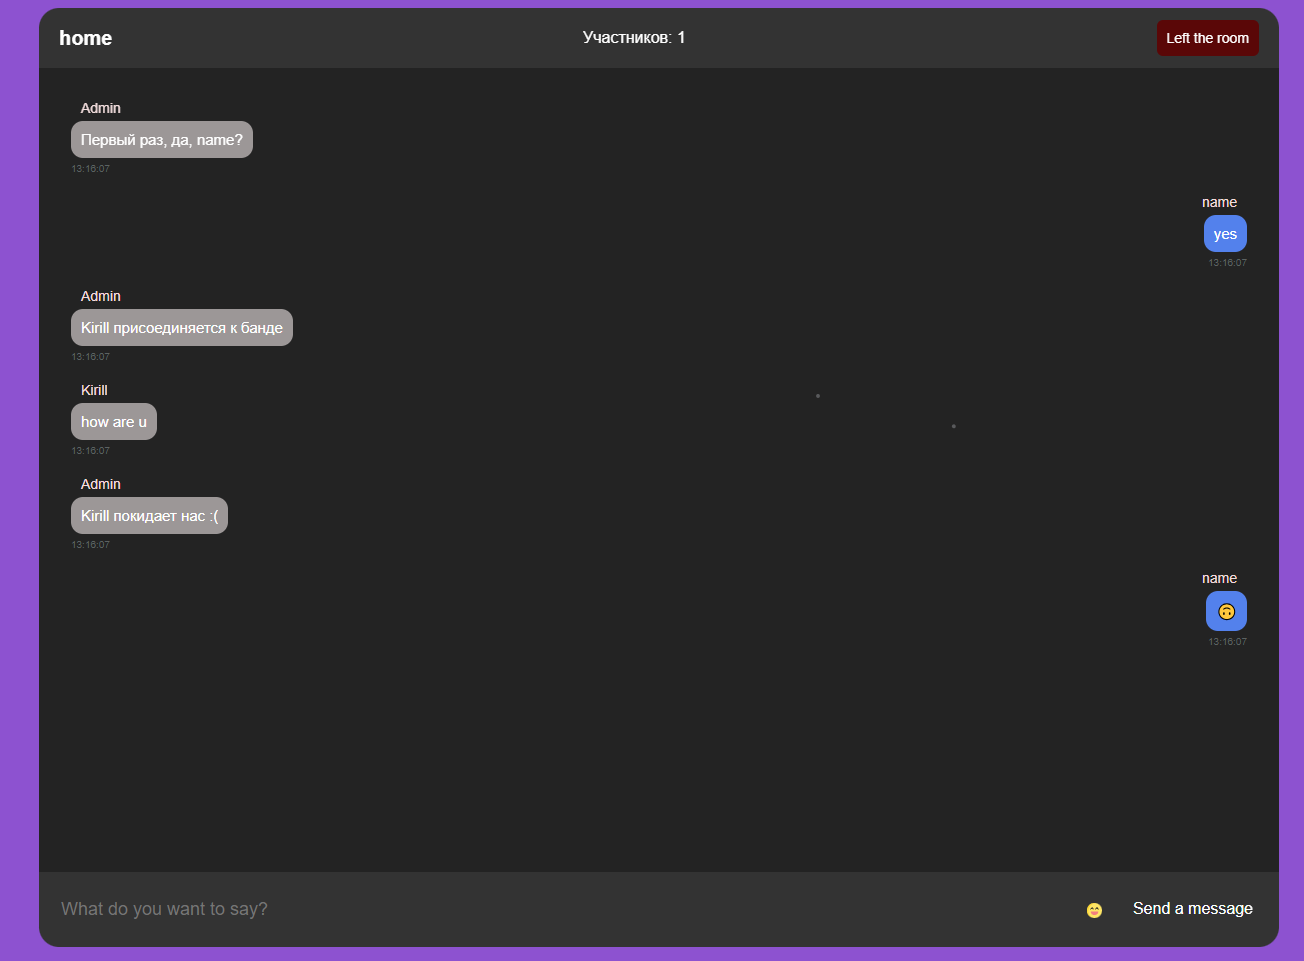 home
Участников: 1
Left the room
Admin
Первый раз, да, name?
13:16:07
name
yes
13:16:07
Admin
Kirill присоединяется к банде
13:16:07
Kirill
how are u
13:16:07
Admin
Kirill покидает нас :(
13:16:07
name
🙃
13:16:07
What do you want to say?
Send a message